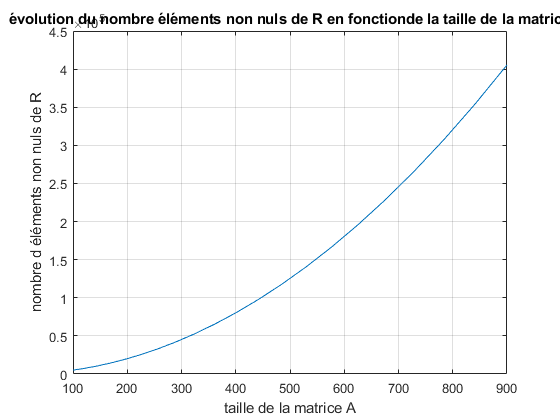 évolution du nombre éléments non nuls de R en fonctionde la taille de la matric
4.5
4
3.5
3
2.5
2
1.5
1
0.5
0
100 200 300 400 500 600 700 800 900
nombre d éléments non nuls de R
taille de la matrice A